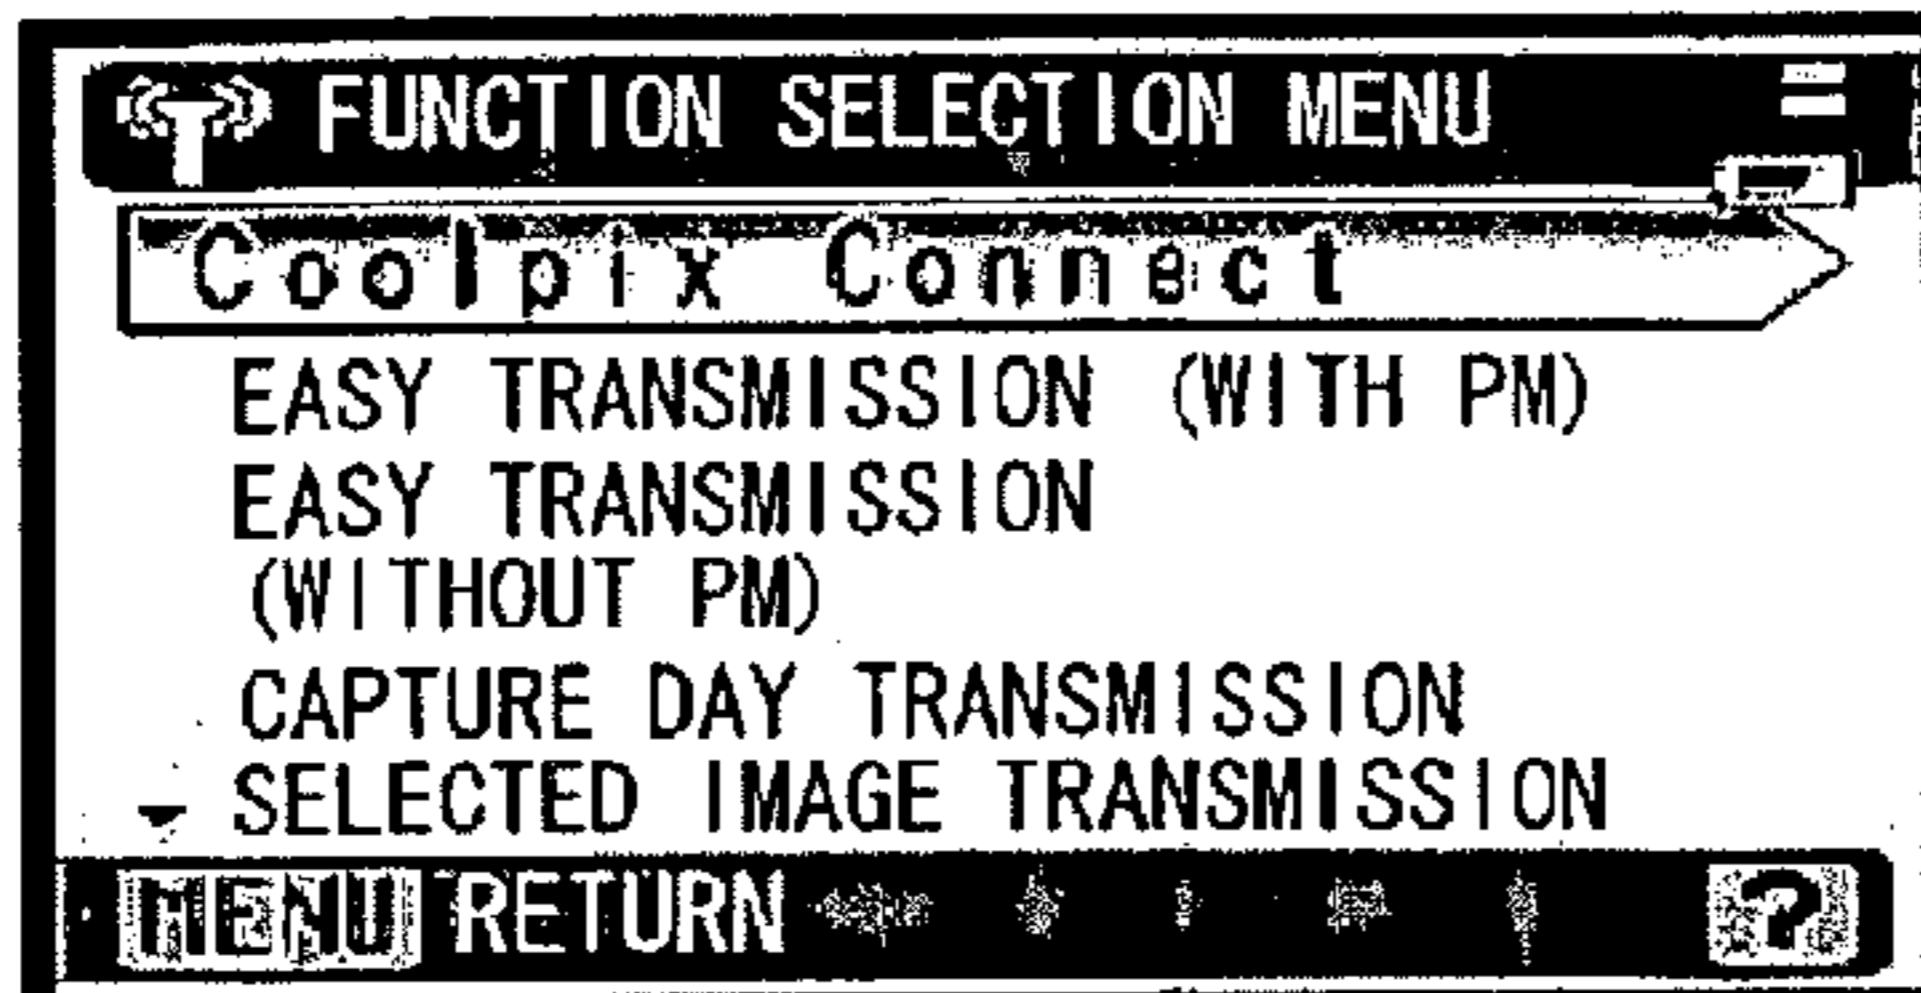 FUNCTION SELECTION MENU
Coolpix Connect
EASY TRANSMISSION (WITH PM)
EASY TRANSMISSION
(WITHOUT PM)
CAPTURE DAY TRANSMISSION
SELECTED IMAGE TRANSMISSION
MENU RETURN ?